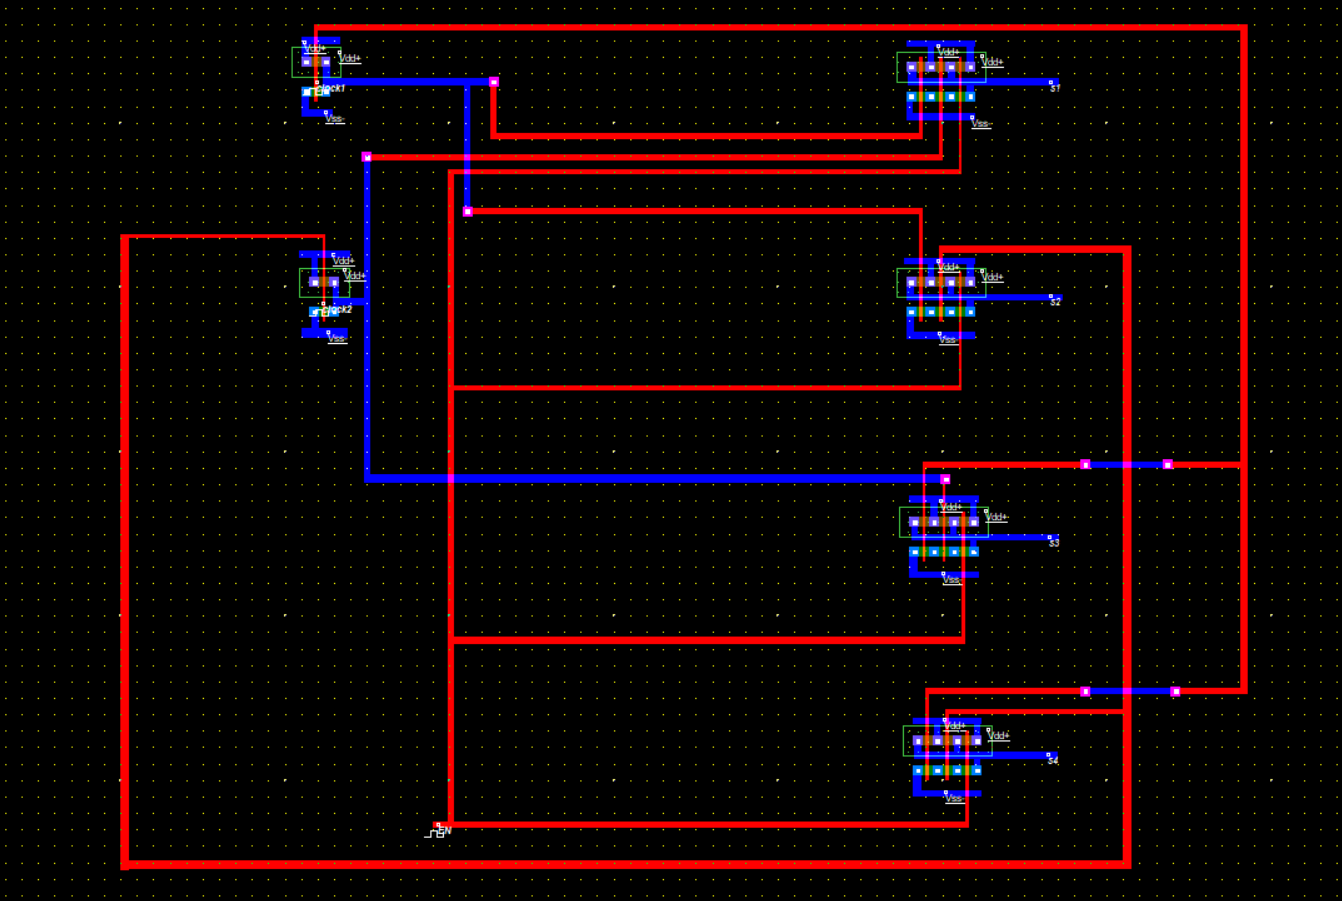 Vdd+
Vdd+
clock1
Vss-
Vdd+
Vdd+
s1
Vss-
Vdd+
Vdd+
clock2
Vss-
Vdd+
Vdd+
s2
Vss-
Vdd+
Vdd+
s3
Vss-
Vdd+
Vdd+
s4
Vss-
EN